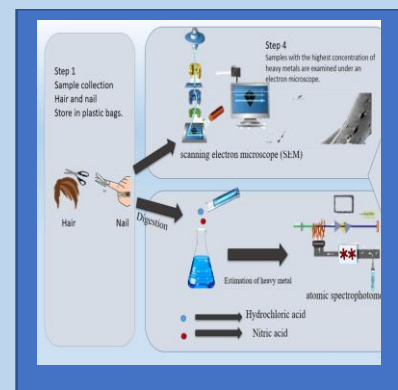 Step 1
Sample collection
Hair and nail
Store in plastic bags.
Hair
Nail
Step 4
Samples with the highest concentration of
heavy metals are examined under an
electron microscope.
scanning electron microscope (SEM)
Digestion
Estimation of heavy metal
atomic spectrophotome
Hydrochloric acid
Nitric acid